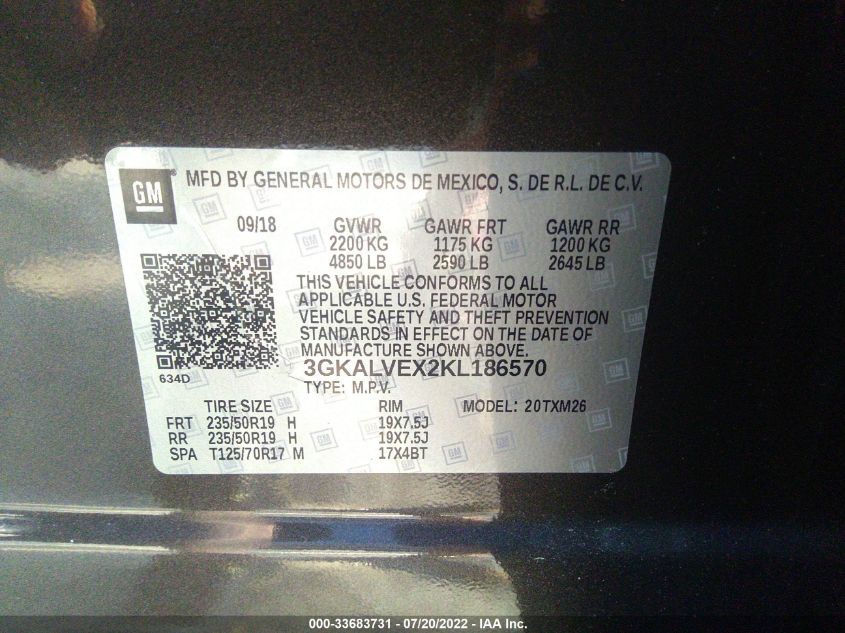 GM
MFD BY GENERAL MOTORS DE MEXICO, S. DE R.L. DE C.V.
09/18 GVWR GAWR FRT GAWR RR
2200 KG 1175 KG 1200 KG
4850 LB 2590 LB 2645 LB
THIS VEHICLE CONFORMS TO ALL
APPLICABLE U.S. FEDERAL MOTOR
VEHICLE SAFETY AND THEFT PREVENTION
STANDARDS IN EFFECT ON THE DATE OF
MANUFACTURE SHOWN ABOVE.
3GKALVEX2KL186570
634D
TYPE: M.P.V.
TIRE SIZE RIM MODEL: 20TXM26
FRT 235/50R19 H 19X7.5J
RR 235/50R19 H 19X7.5J
SPA T125/70R17 M 17X4BT
000-33683731 - 07/20/2022 - IAA Inc.